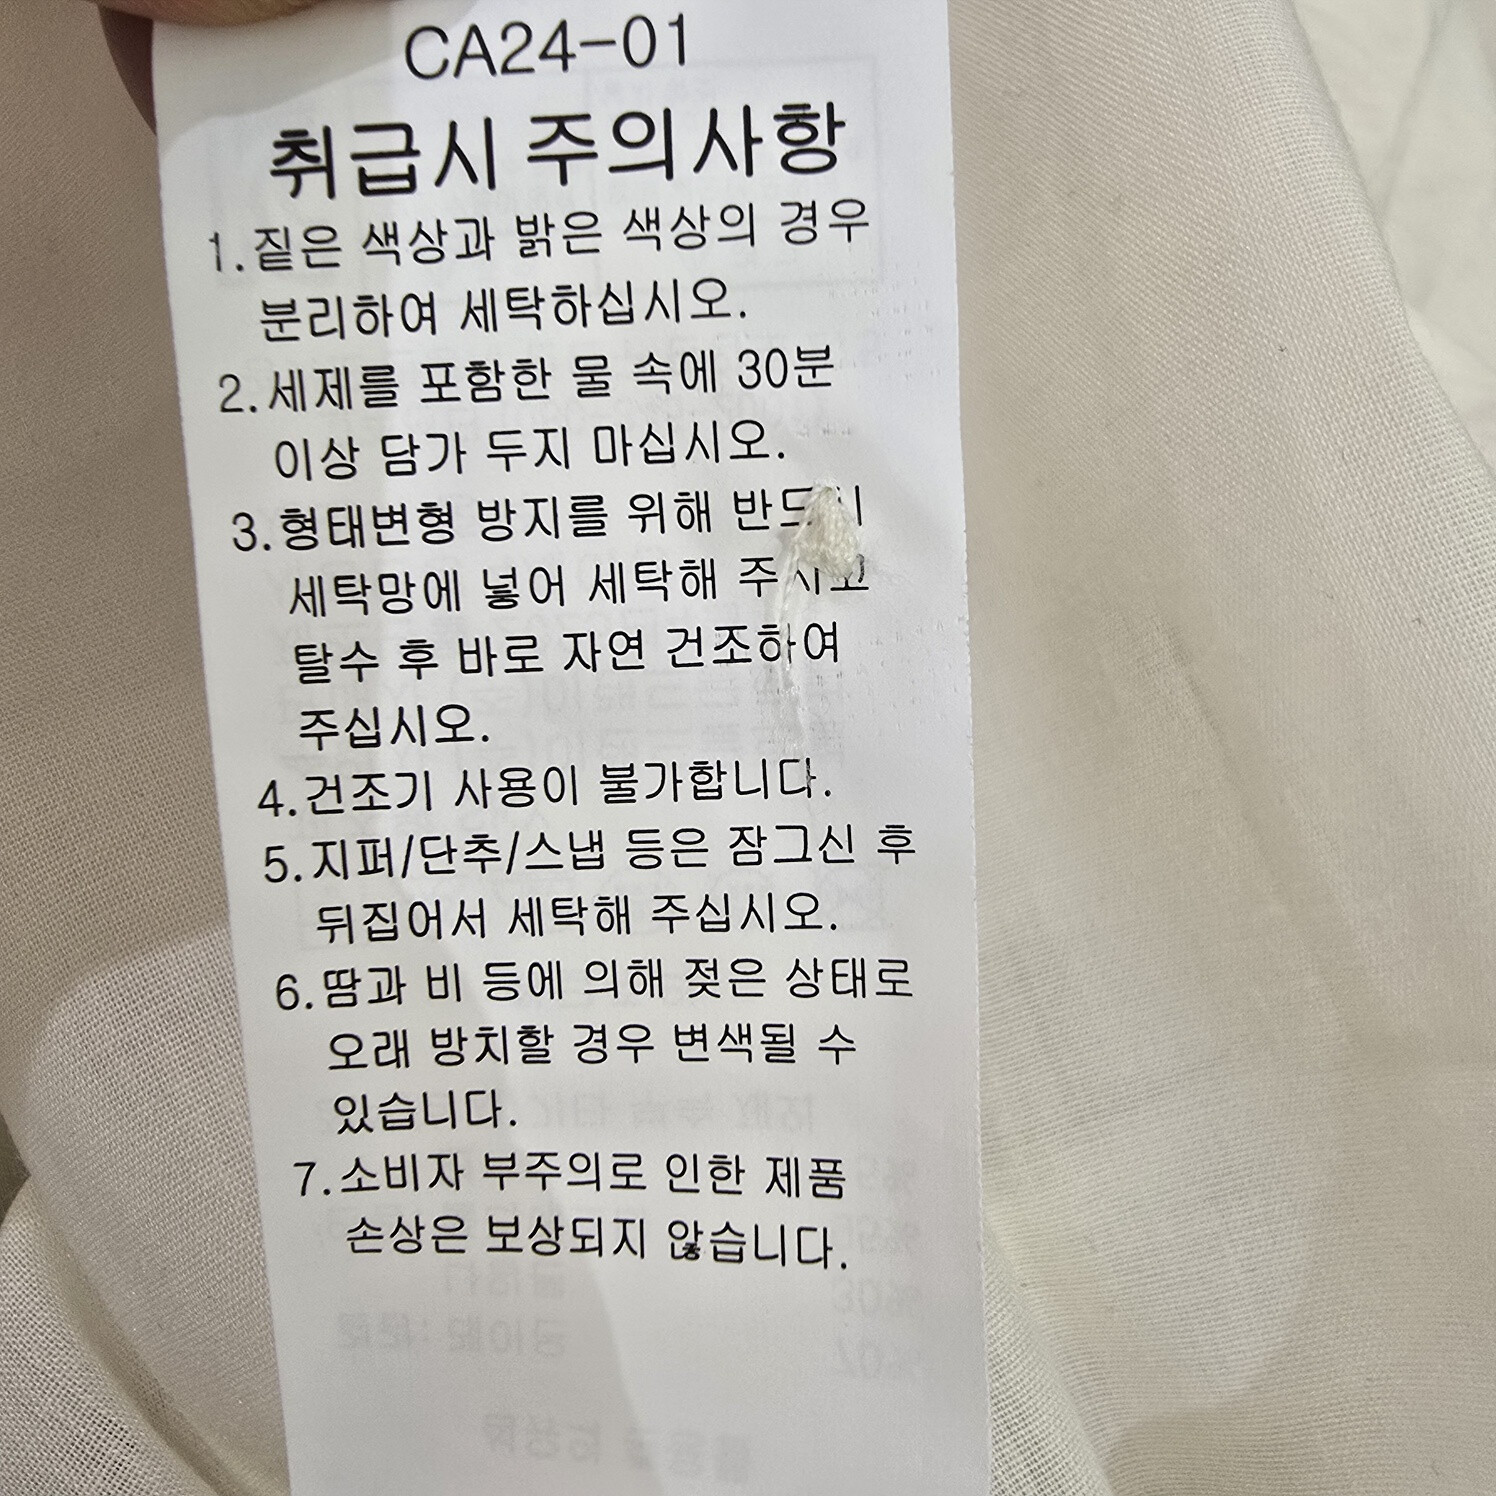 CA24-01
취급시 주의사항
1.짙은 색상과 밝은 색상의 경우
분리하여 세탁하십시오.
2.세제를 포함한 물 속에 30분
이상 담가 두지 마십시오.
3.형태변형 방지를 위해 반드시
세탁망에 넣어 세탁해 주시고
탈수 후 바로 자연 건조하여
주십시오.
4.건조기 사용이 불가합니다.
5.지퍼/단추/스냅 등은 잠그신 후
뒤집어서 세탁해 주십시오.
6.땀과 비 등에 의해 젖은 상태로
오래 방치할 경우 변색될 수
있습니다.
7.소비자 부주의로 인한 제품
손상은 보상되지 않습니다.